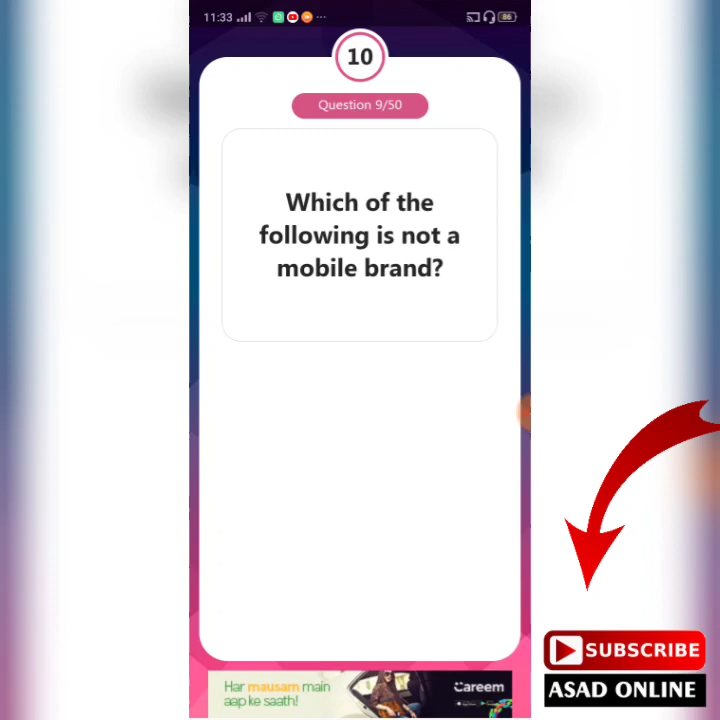 11:33
86
10
Question 9/50
Which of the
following is not a
mobile brand?
Har mausam main
aap ke saath!
Careem
SUBSCRIBE
ASAD ONLINE